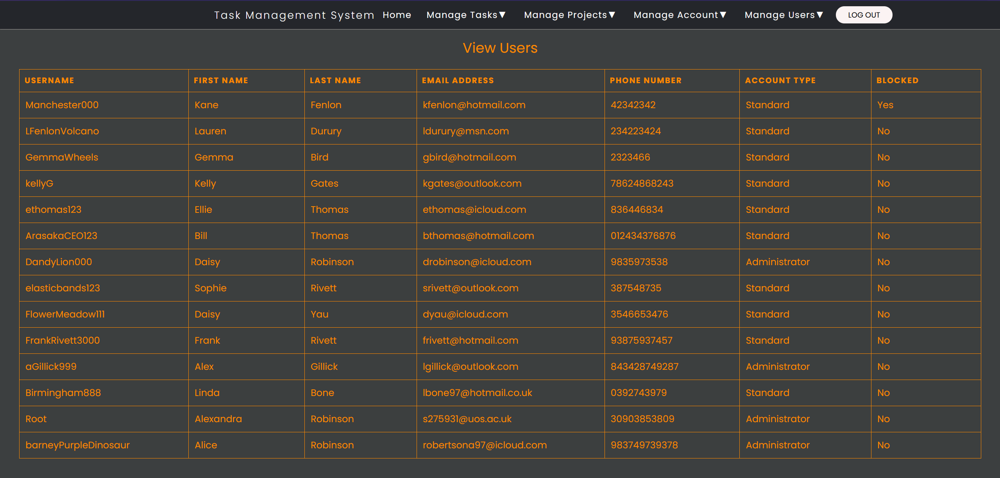 Task Management System Home Manage Tasks▼ Manage Projects▼ Manage Account▼ Manage Users▼ LOG OUT
View Users
USERNAME FIRST NAME LAST NAME EMAIL ADDRESS PHONE NUMBER ACCOUNT TYPE BLOCKED
Manchester000 Kane Fenlon kfenlon@hotmail.com 42342342 Standard Yes
LFenlonVolcano Lauren Durury ldurury@msn.com 234223424 Standard No
GemmaWheels Gemma Bird gbird@hotmail.com 2323466 Standard No
kellyG Kelly Gates kgates@outlook.com 78624868243 Standard No
ethomas123 Ellie Thomas ethomas@icloud.com 836446834 Standard No
ArasakaCEO123 Bill Thomas bthomas@hotmail.com 012434376876 Standard No
DandyLion000 Daisy Robinson drobinson@icloud.com 9835973538 Administrator No
elasticbands123 Sophie Rivett srivett@outlook.com 387548735 Standard No
FlowerMeadow111 Daisy Yau dyau@icloud.com 3546653476 Standard No
FrankRivett3000 Frank Rivett frivett@hotmail.com 93875937457 Standard No
aGillick999 Alex Gillick lgillick@outlook.com 843428749287 Administrator No
Birmingham888 Linda Bone lbone97@hotmail.co.uk 0392743979 Standard No
Root Alexandra Robinson s275931@uos.ac.uk 30903853809 Administrator No
barneyPurpleDinosaur Alice Robinson robertsona97@icloud.com 983749739378 Administrator No